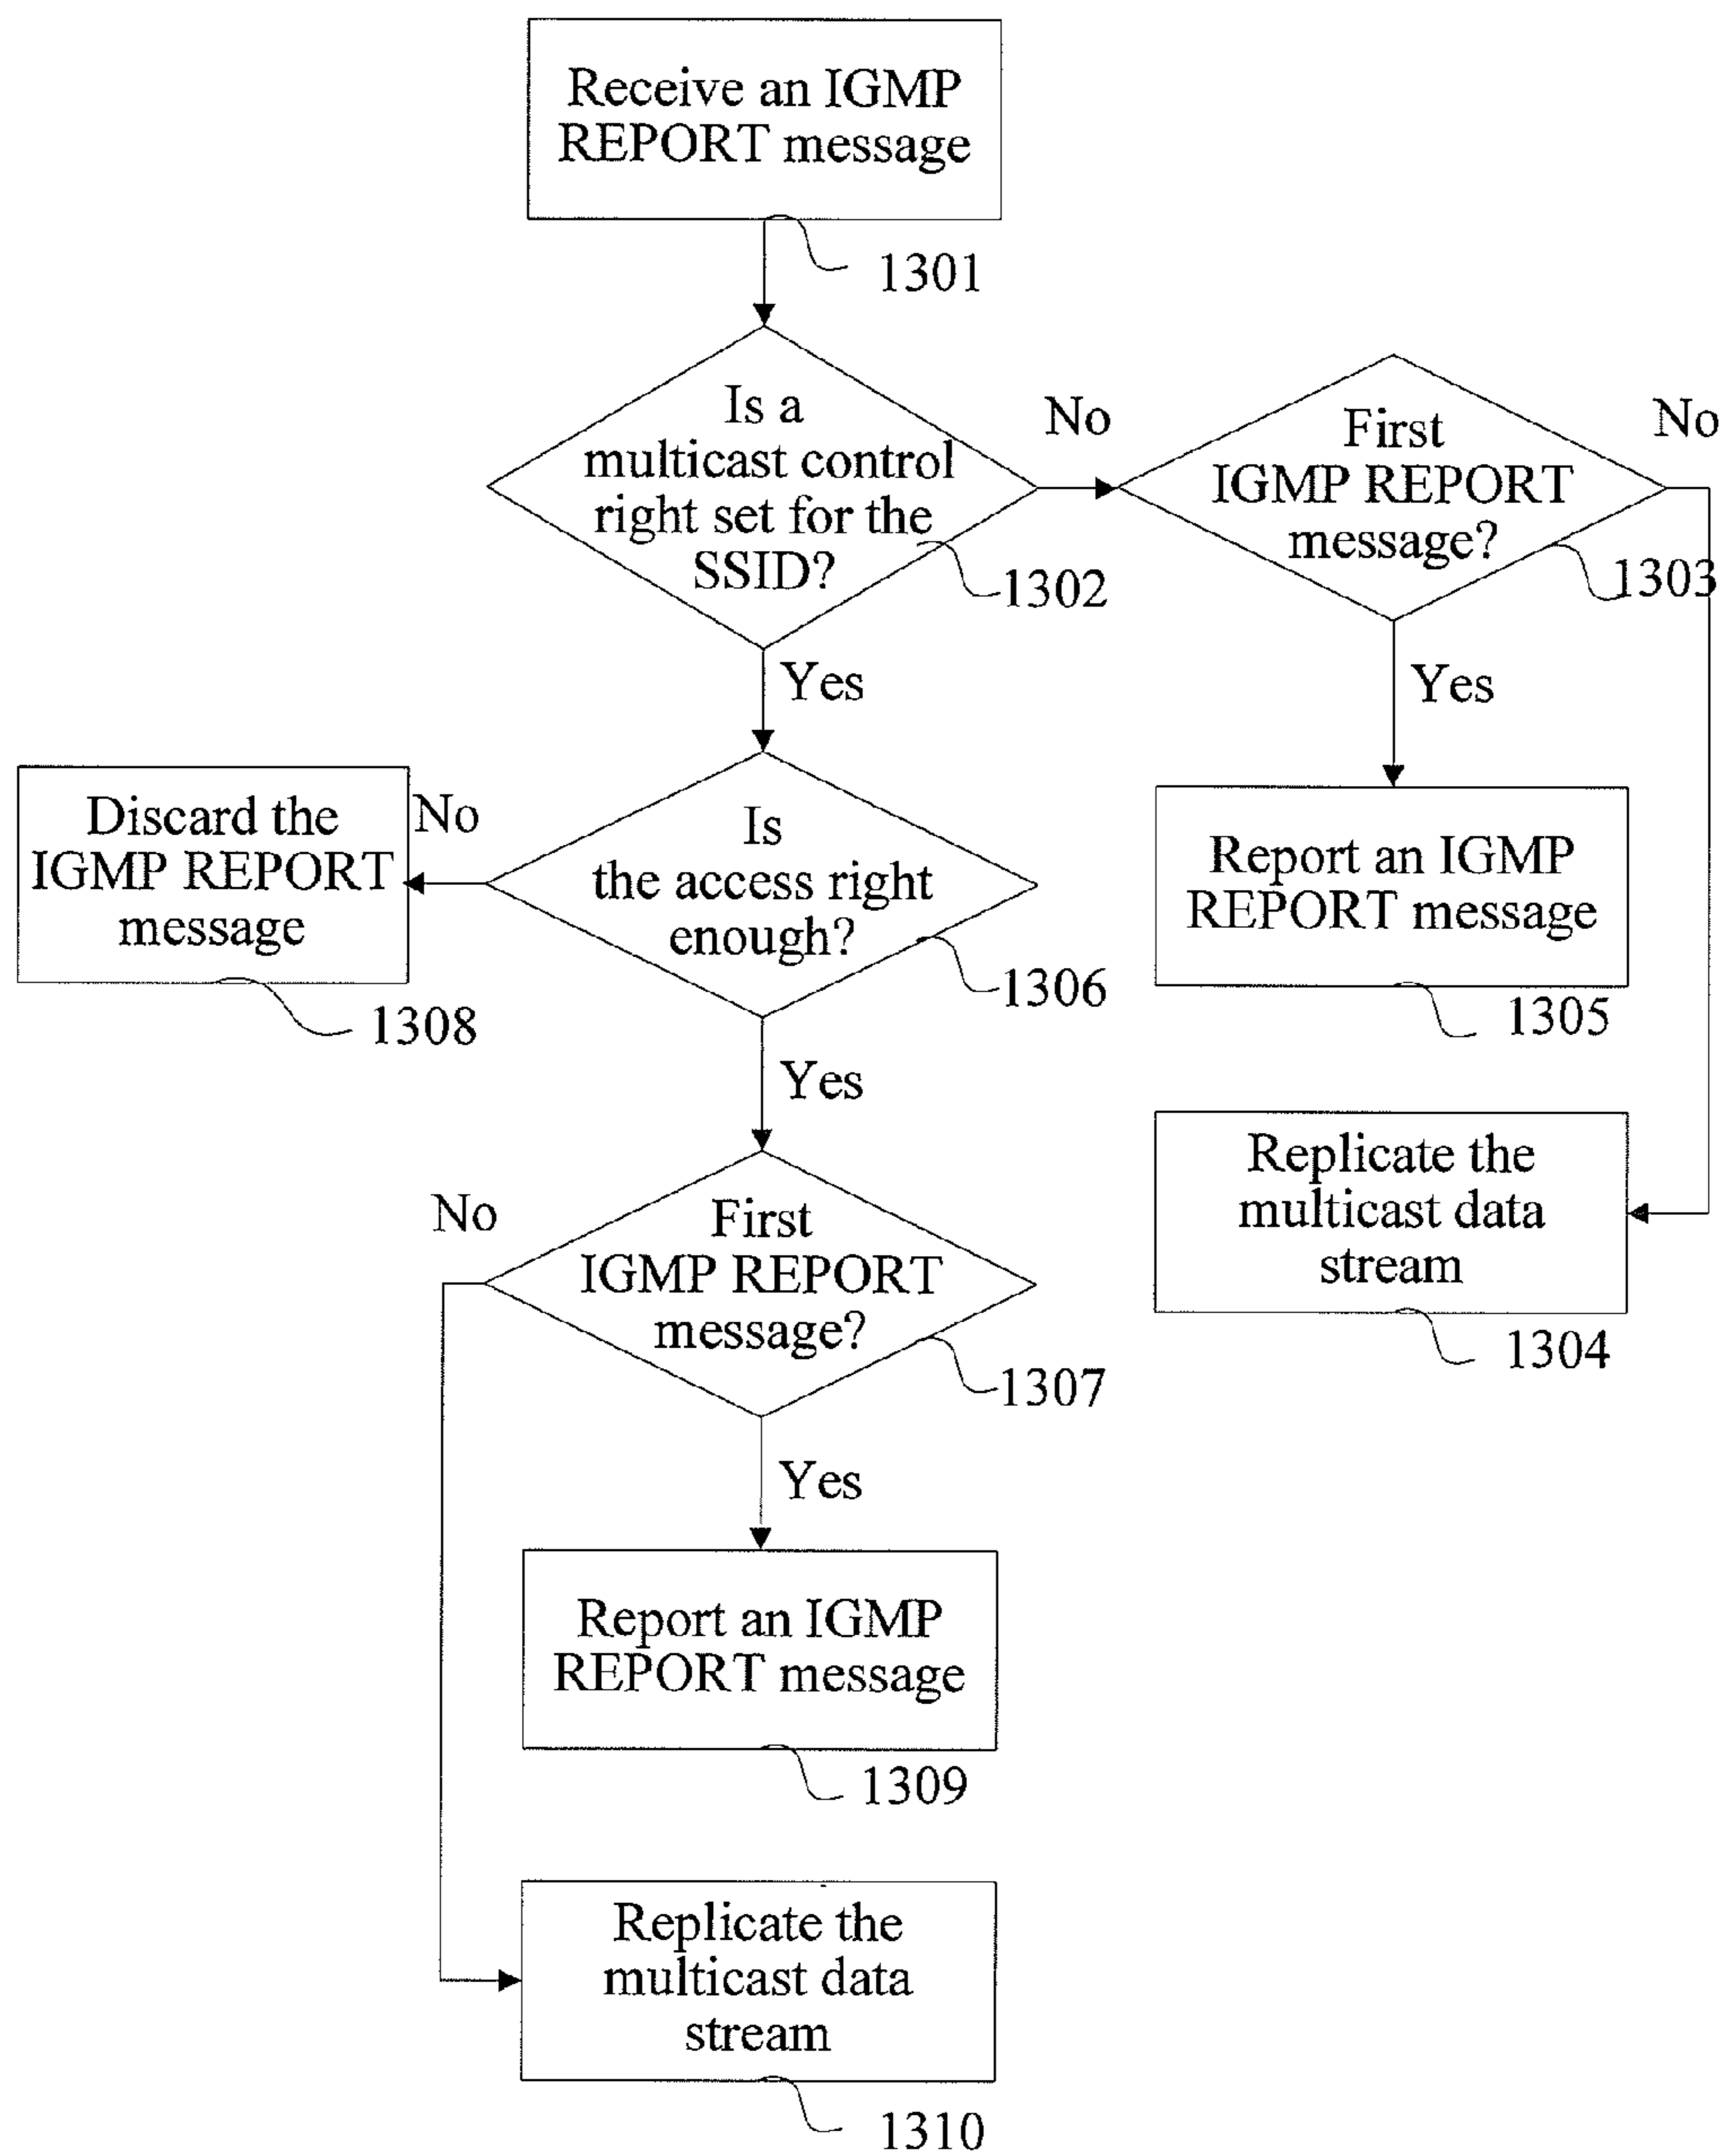 Receive an IGMP
REPORT message
1301
Is a
multicast control
right set for the
SSID?
1302
No
First
IGMP REPORT
message?
1303
No
Yes
Yes
Discard the
IGMP REPORT
message
1308
No
Is
the access right
enough?
1306
Report an IGMP
REPORT message
1305
Yes
Replicate the
multicast data
stream
1304
No
First
IGMP REPORT
message?
1307
Yes
Report an IGMP
REPORT message
1309
Replicate the
multicast data
stream
1310